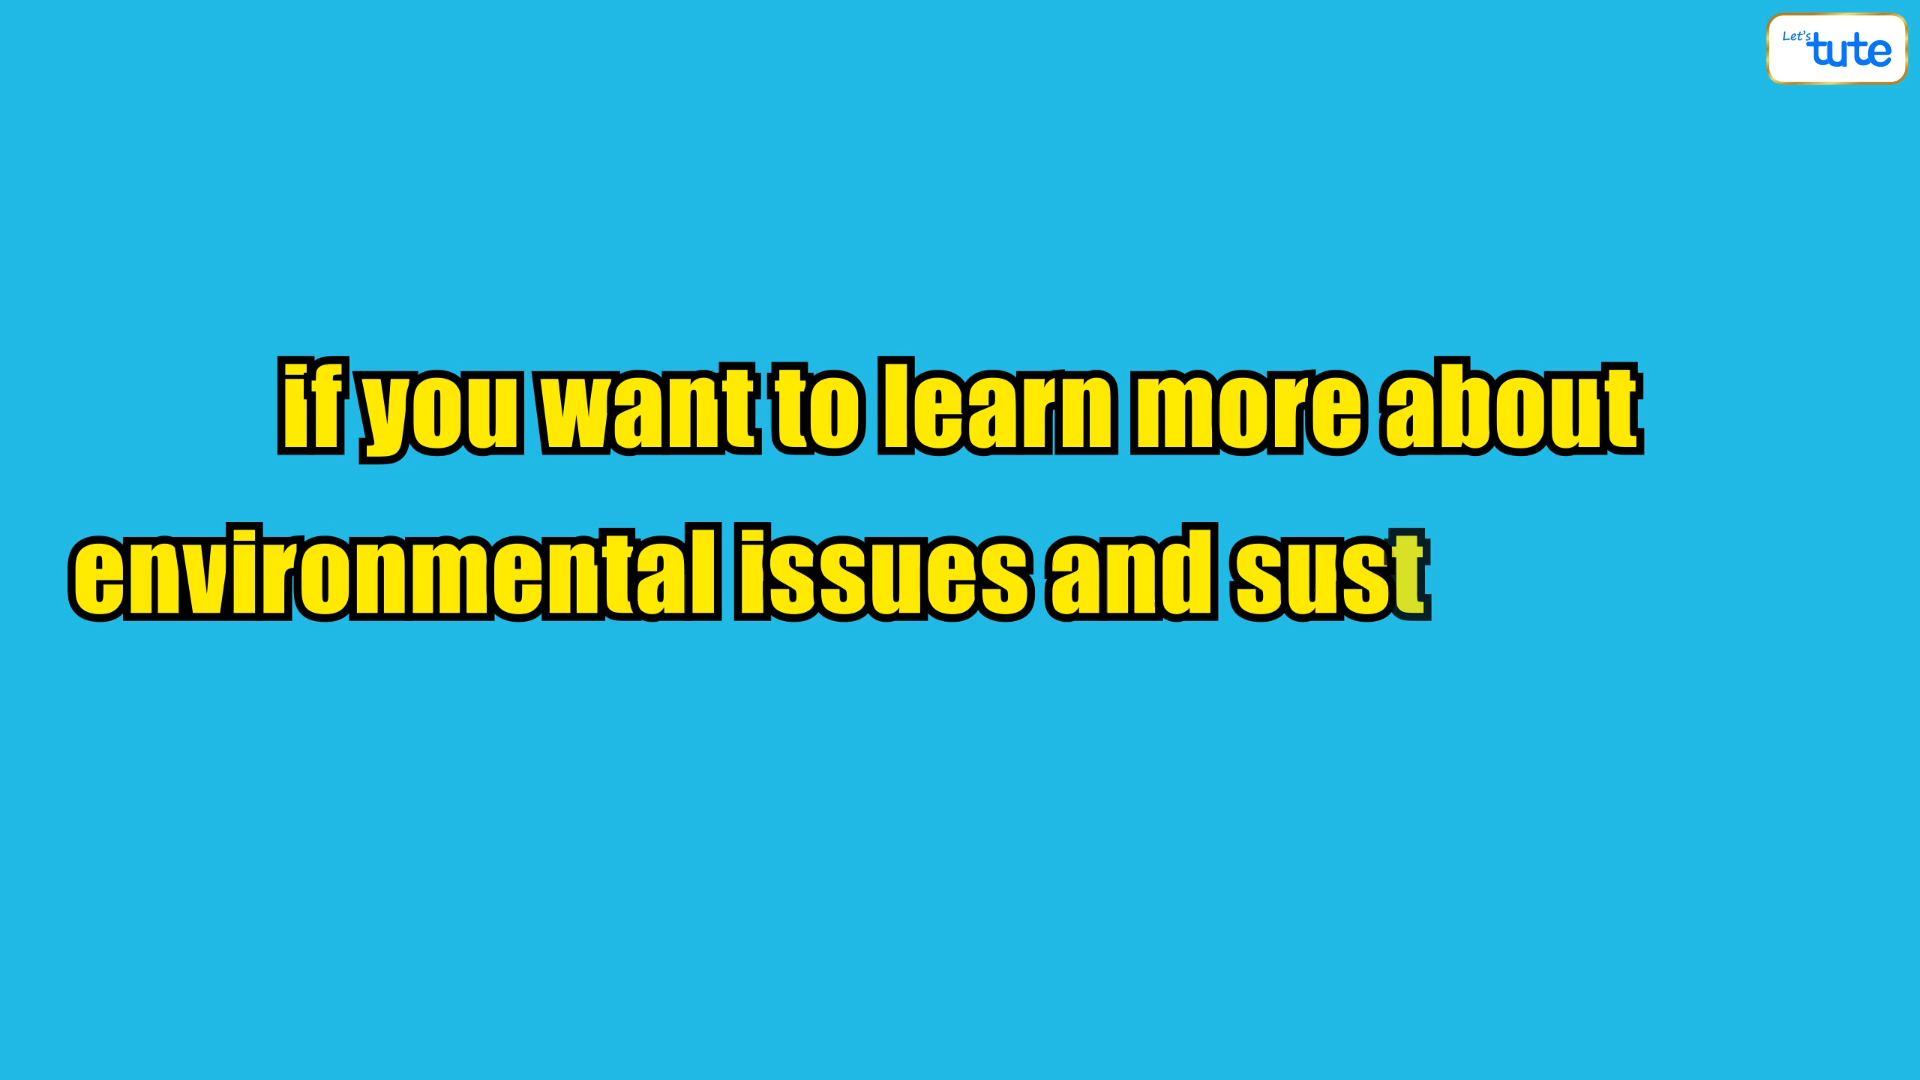 Let's tute
if you want to learn more about
environmental issues and sust